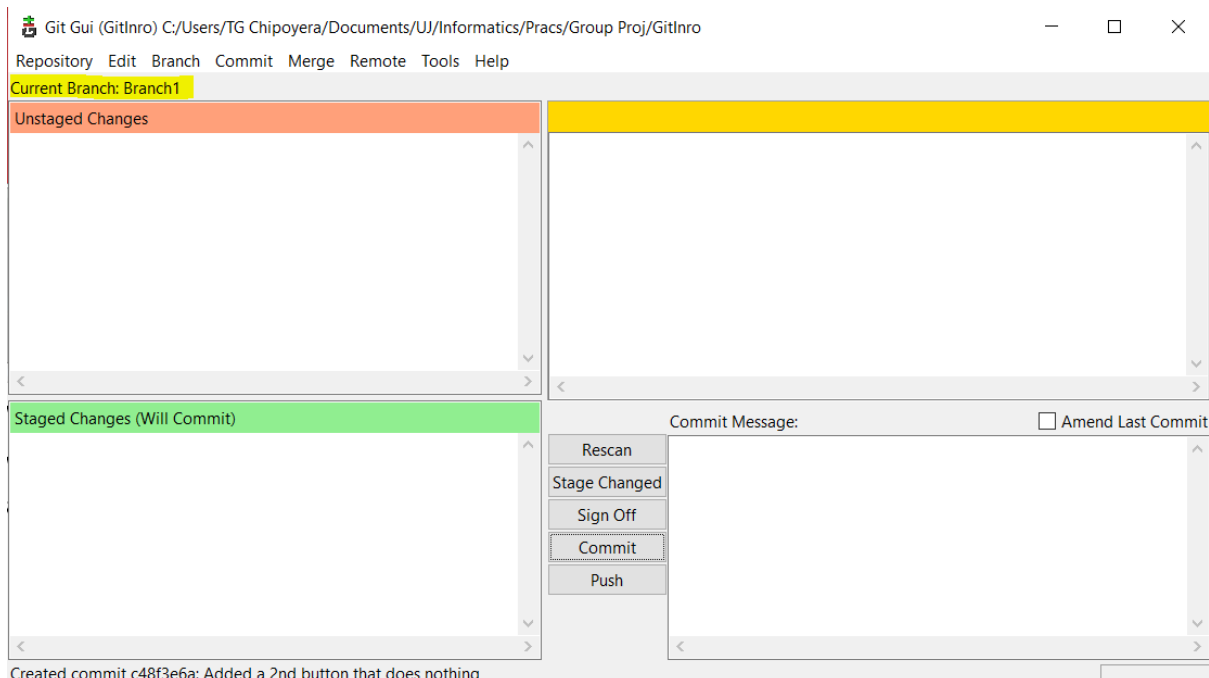 Git Gui (GitInro) C:/Users/TG Chipoyera/Documents/UJ/Informatics/Pracs/Group Proj/GitInro
Repository Edit Branch Commit Merge Remote Tools Help
Current Branch: Branch1
Unstaged Changes
Staged Changes (Will Commit)
Commit Message:
Amend Last Commit
Rescan
Stage Changed
Sign Off
Commit
Push
Created commit c48f3e6a: Added a 2nd button that does nothing